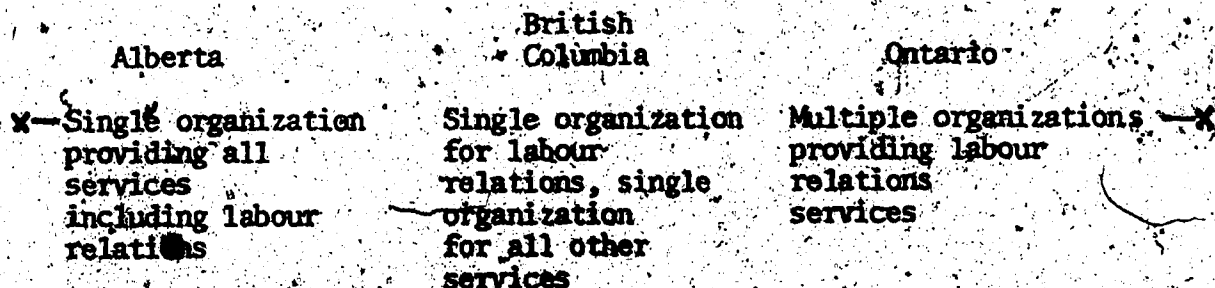 Alberta
British
Columbia
Ontario
x—Single organization
providing all
services
including labour
relations
Single organization
for labour
relations, single
organization
for all other
services
Multiple organizations —x
providing labour
relations
services